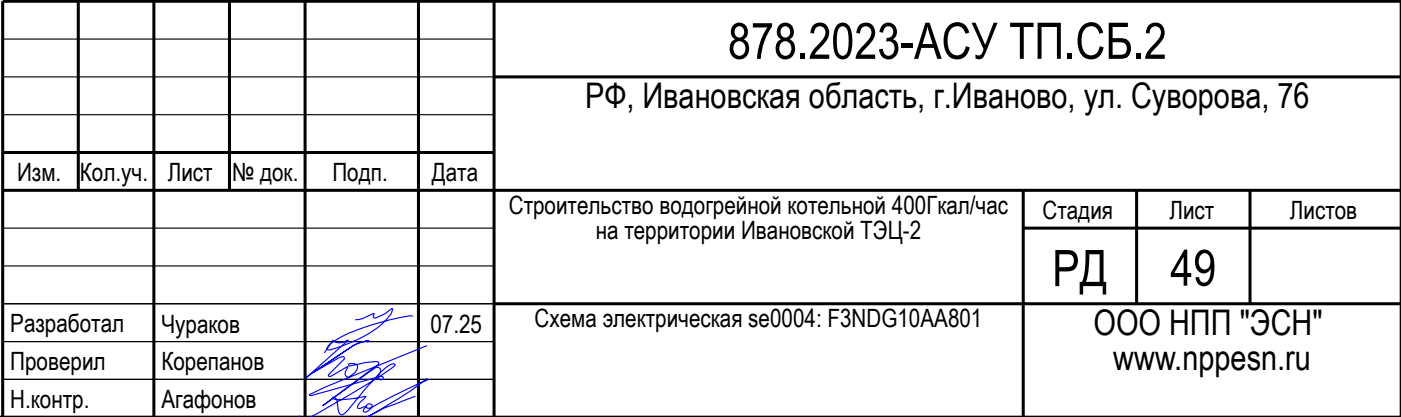 878.2023-АСУ ТП.СБ.2
РФ, Ивановская область, г.Иваново, ул. Суворова, 76
Изм. Кол.уч. Лист № док. Подп. Дата
Строительство водогрейной котельной 400Гкал/час
на территории Ивановской ТЭЦ-2
Стадия Лист Листов
РД 49
Разработал Чураков 07.25
Проверил Корепанов
Н.контр. Агафонов
Схема электрическая se0004: F3NDG10AA801
ООО НПП "ЭСН"
www.nppesn.ru